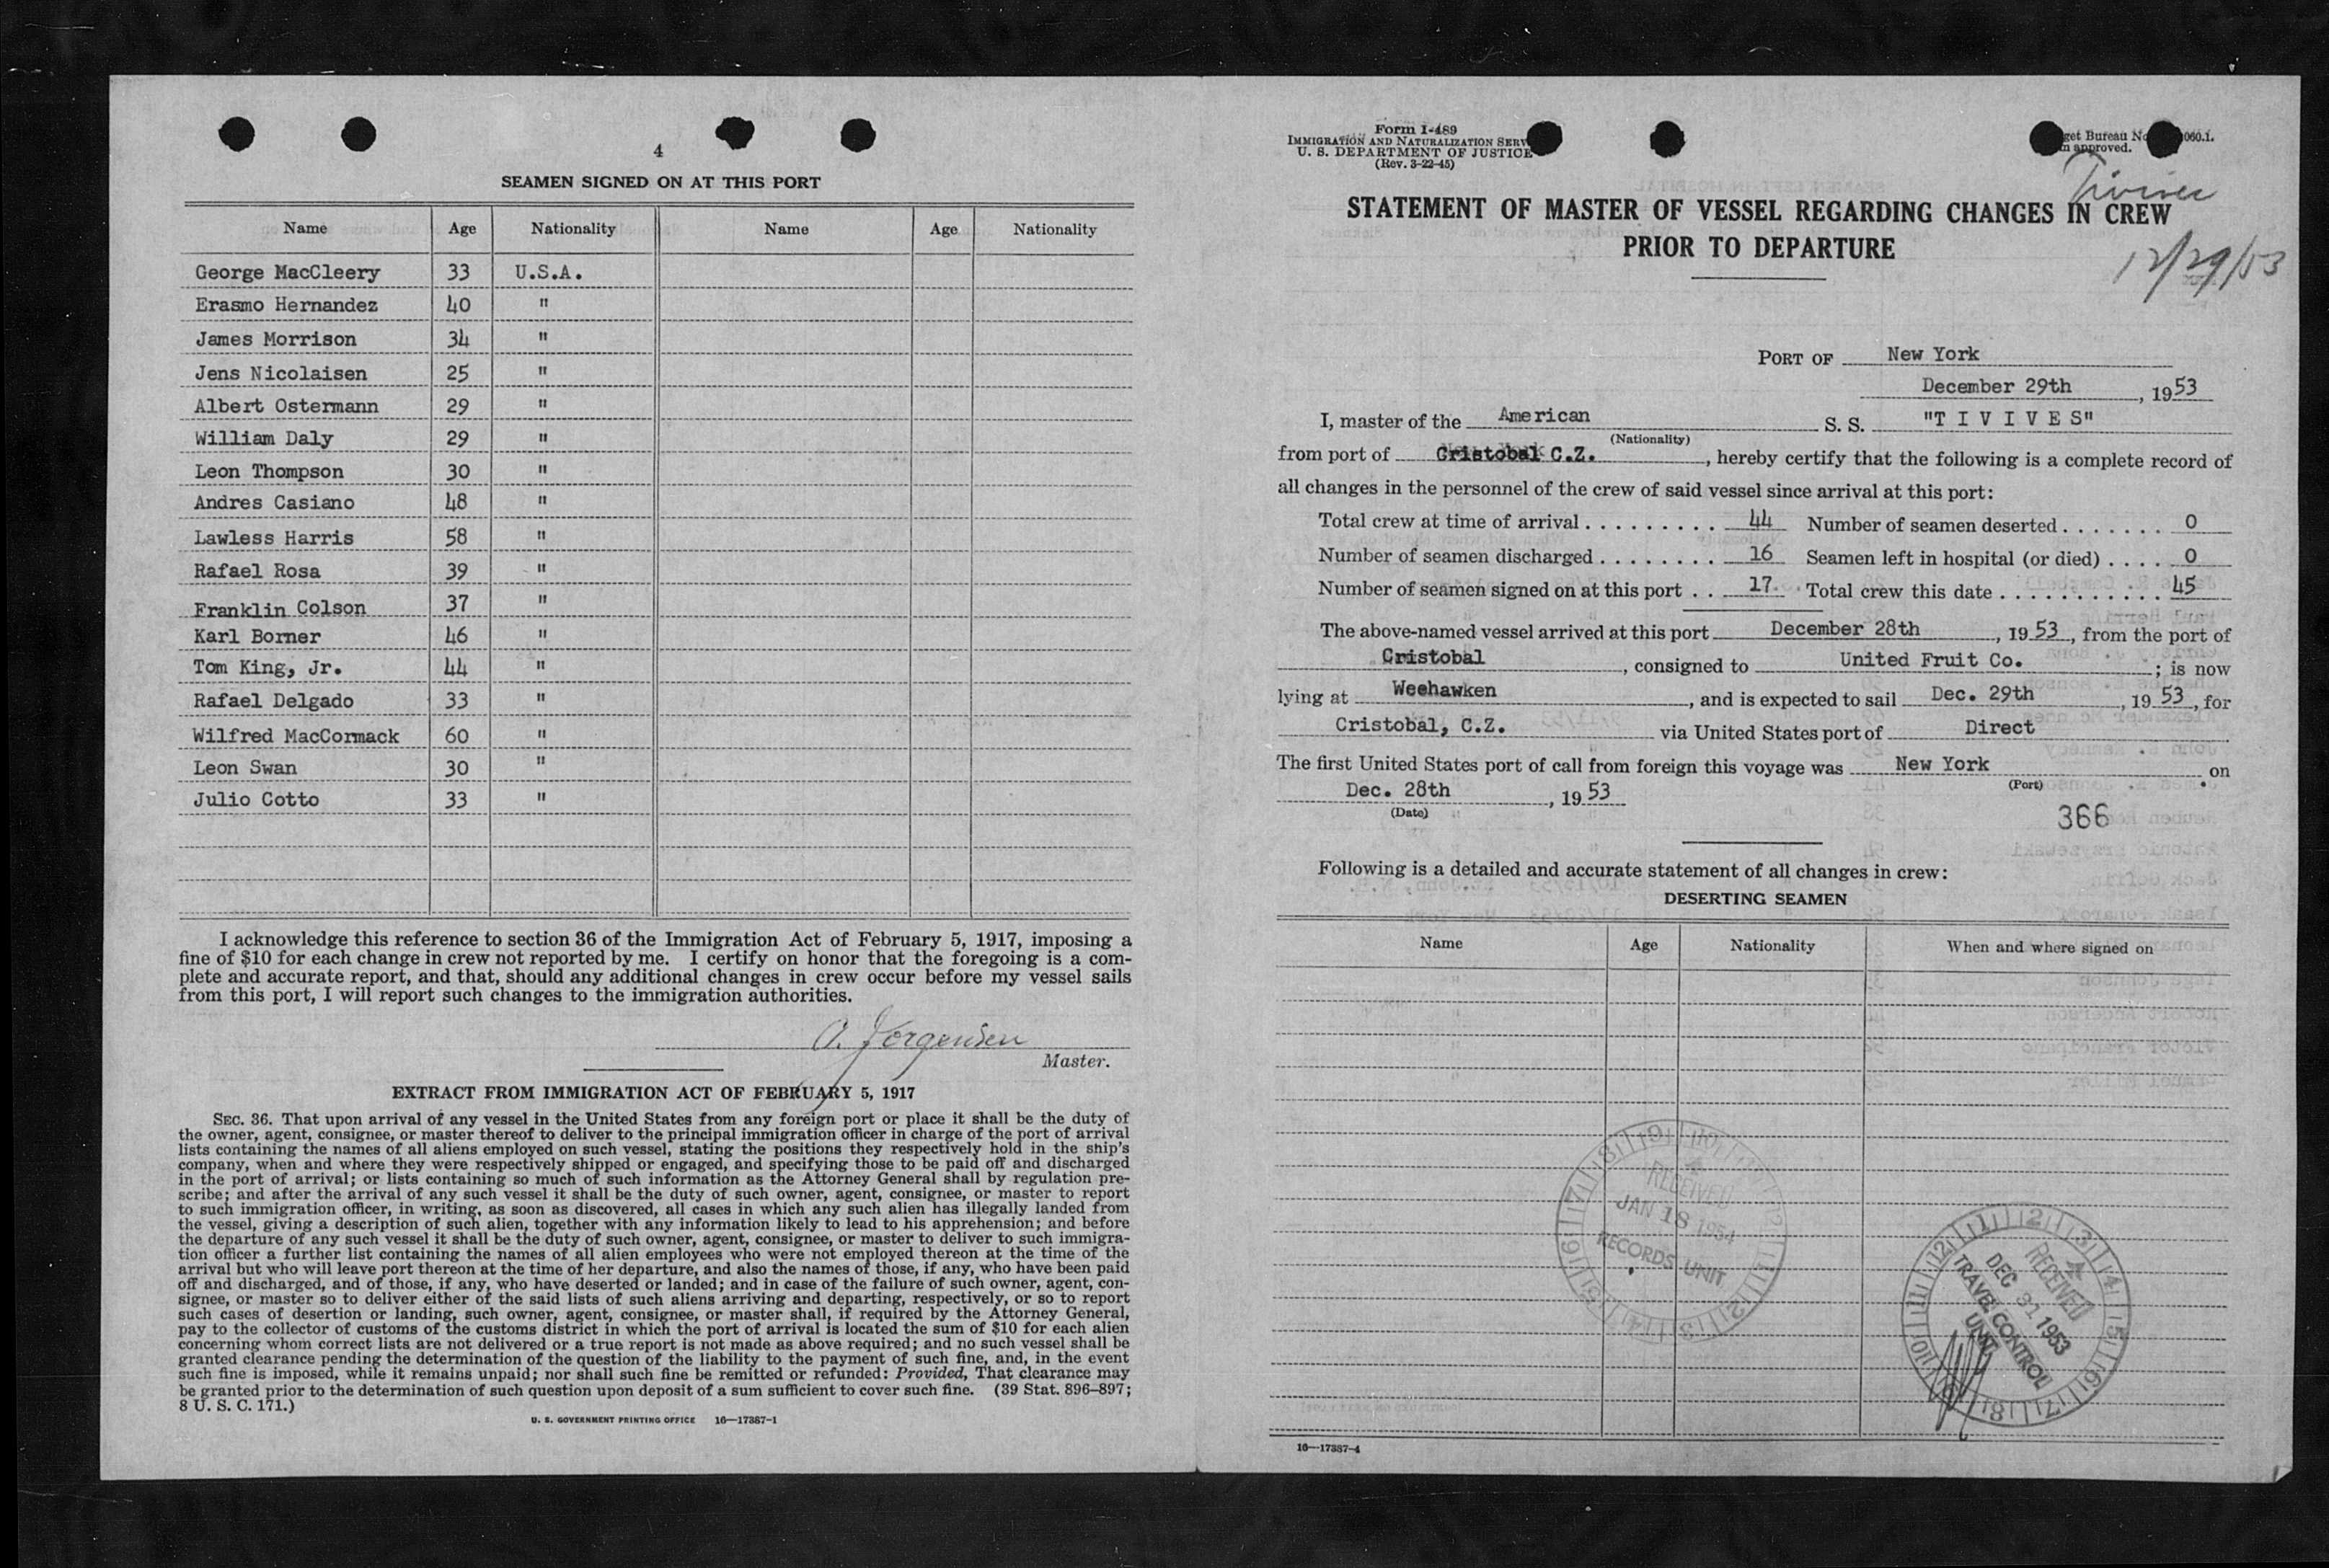 4
SEAMEN SIGNED ON AT THIS PORT
Name Age Nationality Name Age Nationality
George MacCleery 33 U.S.A.
Erasmo Hernandez 40 "
James Morrison 34 "
Jens Nicolaisen 25 "
Albert Ostermann 29 "
William Daly 29 "
Leon Thompson 30 "
Andres Casiano 48 "
Lawless Harris 58 "
Rafael Rosa 39 "
Franklin Colson 37 "
Karl Borner 46 "
Tom King, Jr. 44 "
Rafael Delgado 33 "
Wilfred MacCormack 60 "
Leon Swan 30 "
Julio Cotto 33 "
I acknowledge this reference to section 36 of the Immigration Act of February 5, 1917, imposing a
fine of $10 for each change in crew not reported by me. I certify on honor that the foregoing is a com-
plete and accurate report, and that, should any additional changes in crew occur before my vessel sails
from this port, I will report such changes to the immigration authorities.
A. Jorgensen
Master.
EXTRACT FROM IMMIGRATION ACT OF FEBRUARY 5, 1917
SEC. 36. That upon arrival of any vessel in the United States from any foreign port or place it shall be the duty of
the owner, agent, consignee, or master thereof to deliver to the principal immigration officer in charge of the port of arrival
lists containing the names of all aliens employed on such vessel, stating the positions they respectively hold in the ship's
company, when and where they were respectively shipped or engaged, and specifying those to be paid off and discharged
in the port of arrival; or lists containing so much of such information as the Attorney General shall by regulation pre-
scribe; and after the arrival of any such vessel it shall be the duty of such owner, agent, consignee, or master to report
to such immigration officer, in writing, as soon as discovered, all cases in which any such alien has illegally landed from
the vessel, giving a description of such alien, together with any information likely to lead to his apprehension; and before
the departure of any such vessel it shall be the duty of such owner, agent, consignee, or master to deliver to such immigra-
tion officer a further list containing the names of all alien employees who were not employed thereon at the time of the
arrival but who will leave port thereon at the time of her departure, and also the names of those, if any, who have been paid
off and discharged, and of those, if any, who have deserted or landed; and in case of the failure of such owner, agent, con-
signee, or master so to deliver either of the said lists of such aliens arriving and departing, respectively, or so to report
such cases of desertion or landing, such owner, agent, consignee, or master shall, if required by the Attorney General,
pay to the collector of customs of the customs district in which the port of arrival is located the sum of $10 for each alien
concerning whom correct lists are not delivered or a true report is not made as above required; and no such vessel shall be
granted clearance pending the determination of the question of the liability to the payment of such fine, and, in the event
such fine is imposed, while it remains unpaid; nor shall such fine be remitted or refunded: Provided, That clearance may
be granted prior to the determination of such question upon deposit of a sum sufficient to cover such fine. (39 Stat. 896–897;
8 U. S. C. 171.)
U. S. GOVERNMENT PRINTING OFFICE 16—17387-1
Form I-489
IMMIGRATION AND NATURALIZATION SERV
U. S. DEPARTMENT OF JUSTICE
(Rev. 3-22-45)
get Bureau No 060.1.
m approved.
Tivives
STATEMENT OF MASTER OF VESSEL REGARDING CHANGES IN CREW
PRIOR TO DEPARTURE
12/29/53
PORT OF New York
December 29th, 1953
I, master of the American S. S. "T I V I V E S"
(Nationality)
from port of Cristobal C.Z., hereby certify that the following is a complete record of
all changes in the personnel of the crew of said vessel since arrival at this port:
Total crew at time of arrival . . . . . . . . . 44 Number of seamen deserted . . . . . . . 0
Number of seamen discharged . . . . . . . . 16 Seamen left in hospital (or died) . . . . 0
Number of seamen signed on at this port . . 17 Total crew this date . . . . . . . . . . . 45
The above-named vessel arrived at this port December 28th, 1953, from the port of
Cristobal, consigned to United Fruit Co.; is now
lying at Weehawken, and is expected to sail Dec. 29th, 1953, for
Cristobal, C.Z. via United States port of Direct
The first United States port of call from foreign this voyage was New York on
(Port)
Dec. 28th, 1953
(Date)
366
Following is a detailed and accurate statement of all changes in crew:
DESERTING SEAMEN
Name Age Nationality When and where signed on
RECEIVED
JAN 18 1954
RECORDS UNIT
RECEIVED
DEC 31 1953
TRAVEL CONTROL
UNIT
16—17387-4